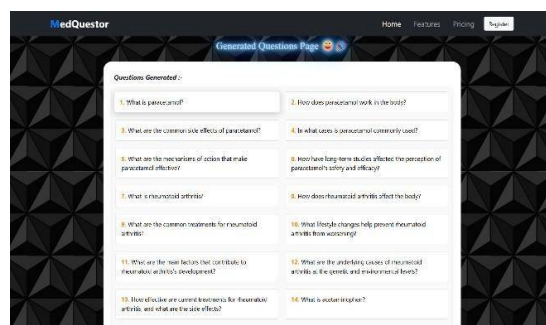 MedQuestor
Home Features Pricing Register
Generated Questions Page
Questions Generated :-
1. What is paracetamol?
2. How does paracetamol work in the body?
3. What are the common side effects of paracetamol?
4. In what cases is paracetamol commonly used?
5. What are the mechanisms of action that make
paracetamol effective?
6. How have long-term studies affected the perception of
paracetamol's safety and efficacy?
7. What is rheumatoid arthritis?
8. How does rheumatoid arthritis affect the body?
9. What are the common treatments for rheumatoid
arthritis?
10. What lifestyle changes help prevent rheumatoid
arthritis from worsening?
11. What are the main factors that contribute to
rheumatoid arthritis's development?
12. What are the underlying causes of rheumatoid
arthritis at the genetic and environmental levels?
13. How effective are current treatments for rheumatoid
arthritis, and what are the side effects?
14. What is acetaminophen?